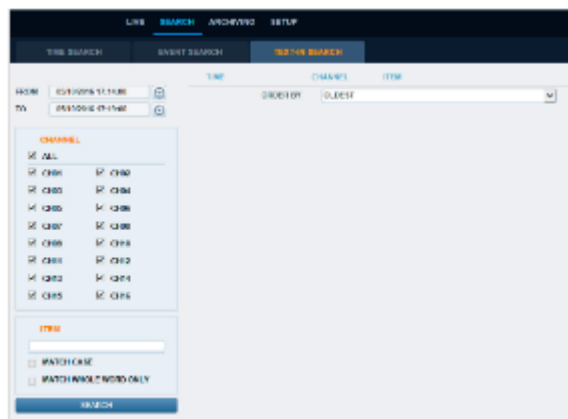 LIVE SEARCH ARCHIVING SETUP
TIME SEARCH EVENT SEARCH TEXT-IN SEARCH
TIME CHANNEL ITEM
FROM
ORDER BY OLDEST
TO
CHANNEL
ALL
CH01 CH02
CH03 CH04
CH05 CH06
CH07 CH08
CH09 CH10
CH11 CH12
CH13 CH14
CH15 CH16
ITEM
MATCH CASE
MATCH WHOLE WORD ONLY
SEARCH